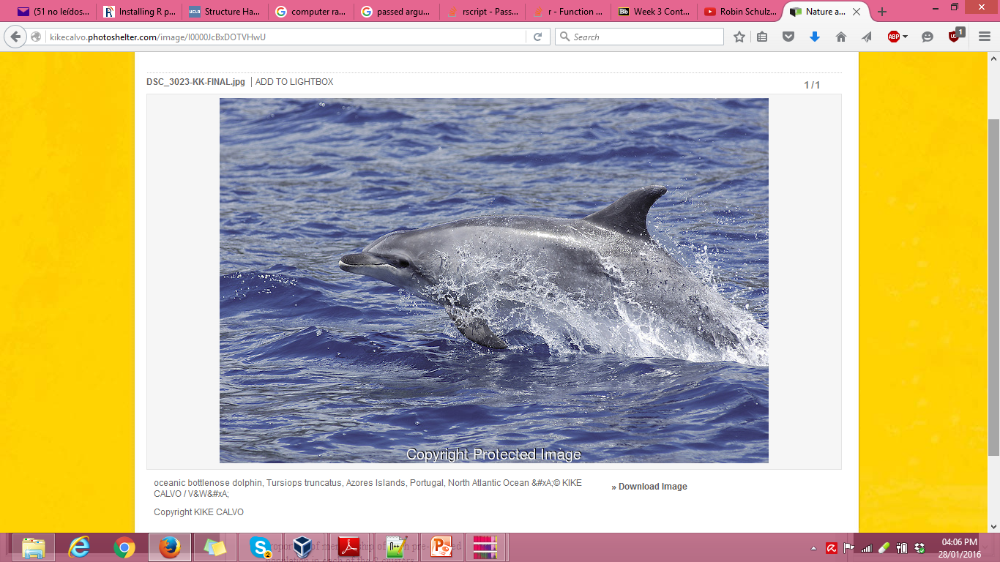 (51 no leídos...
Installing R p...
Structure Ha...
computer ra...
passed argu...
rscript - Pass...
r - Function ...
Week 3 Cont...
Robin Schulz...
Nature a...
kikecalvo.photoshelter.com/image/I0000JcBxDOTVHwU
Search
ABP
1
DSC_3023-KK-FINAL.jpg | ADD TO LIGHTBOX
1 / 1
Copyright Protected Image
oceanic bottlenose dolphin, Tursiops truncatus, Azores Islands, Portugal, North Atlantic Ocean &#xA;© KIKE
CALVO / V&W&#xA;
» Download Image
Copyright KIKE CALVO
2
04:06 PM
28/01/2016